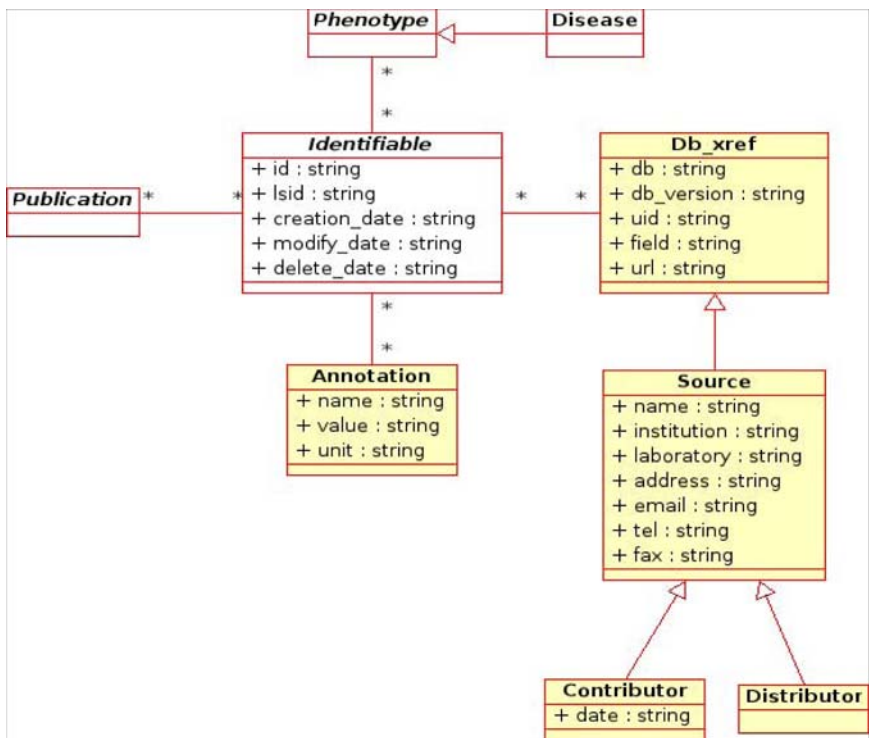 Phenotype
Disease
*
*
Identifiable
+ id : string
+ lsid : string
+ creation_date : string
+ modify_date : string
+ delete_date : string
Db_xref
+ db : string
+ db_version : string
+ uid : string
+ field : string
+ url : string
Publication
*
*
*
*
*
*
Annotation
+ name : string
+ value : string
+ unit : string
Source
+ name : string
+ institution : string
+ laboratory : string
+ address : string
+ email : string
+ tel : string
+ fax : string
Contributor
+ date : string
Distributor